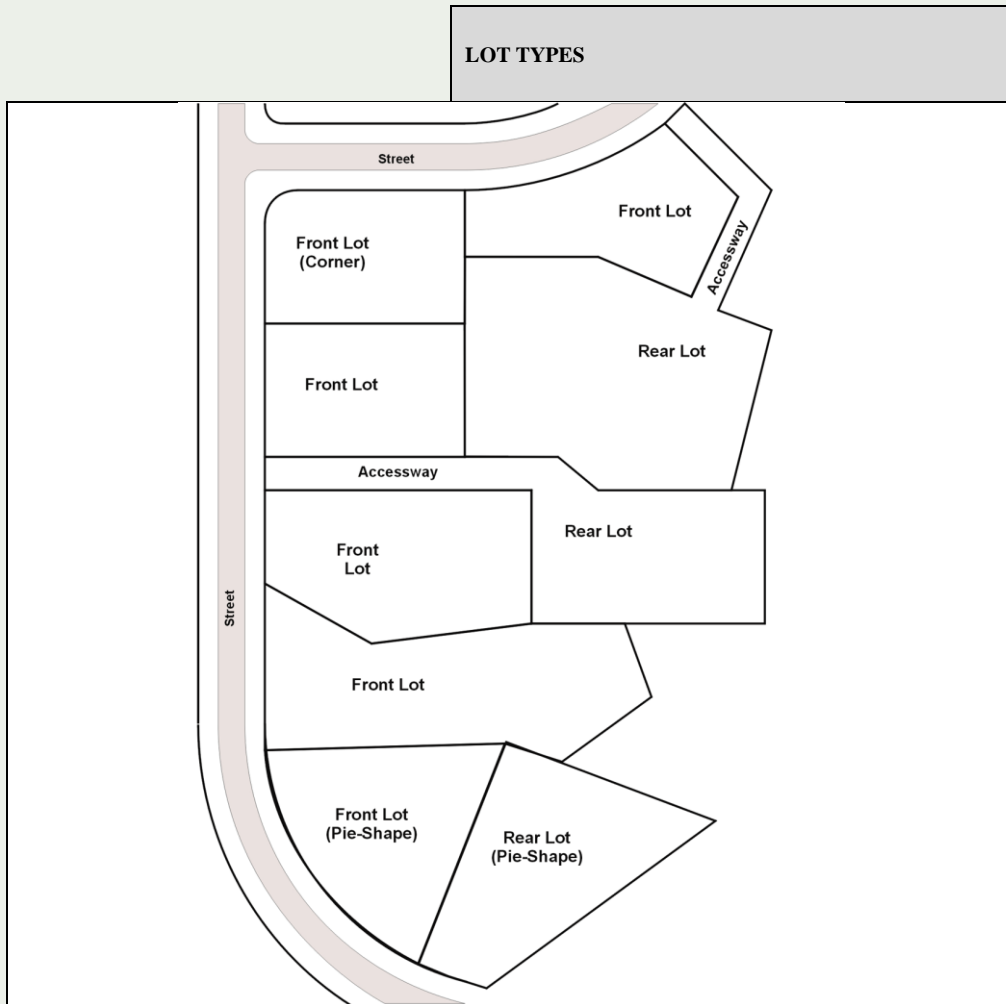 LOT TYPES
Street
Front Lot
Front Lot
(Corner)
Accessway
Rear Lot
Front Lot
Accessway
Rear Lot
Front
Lot
Street
Front Lot
Front Lot
(Pie-Shape)
Rear Lot
(Pie-Shape)